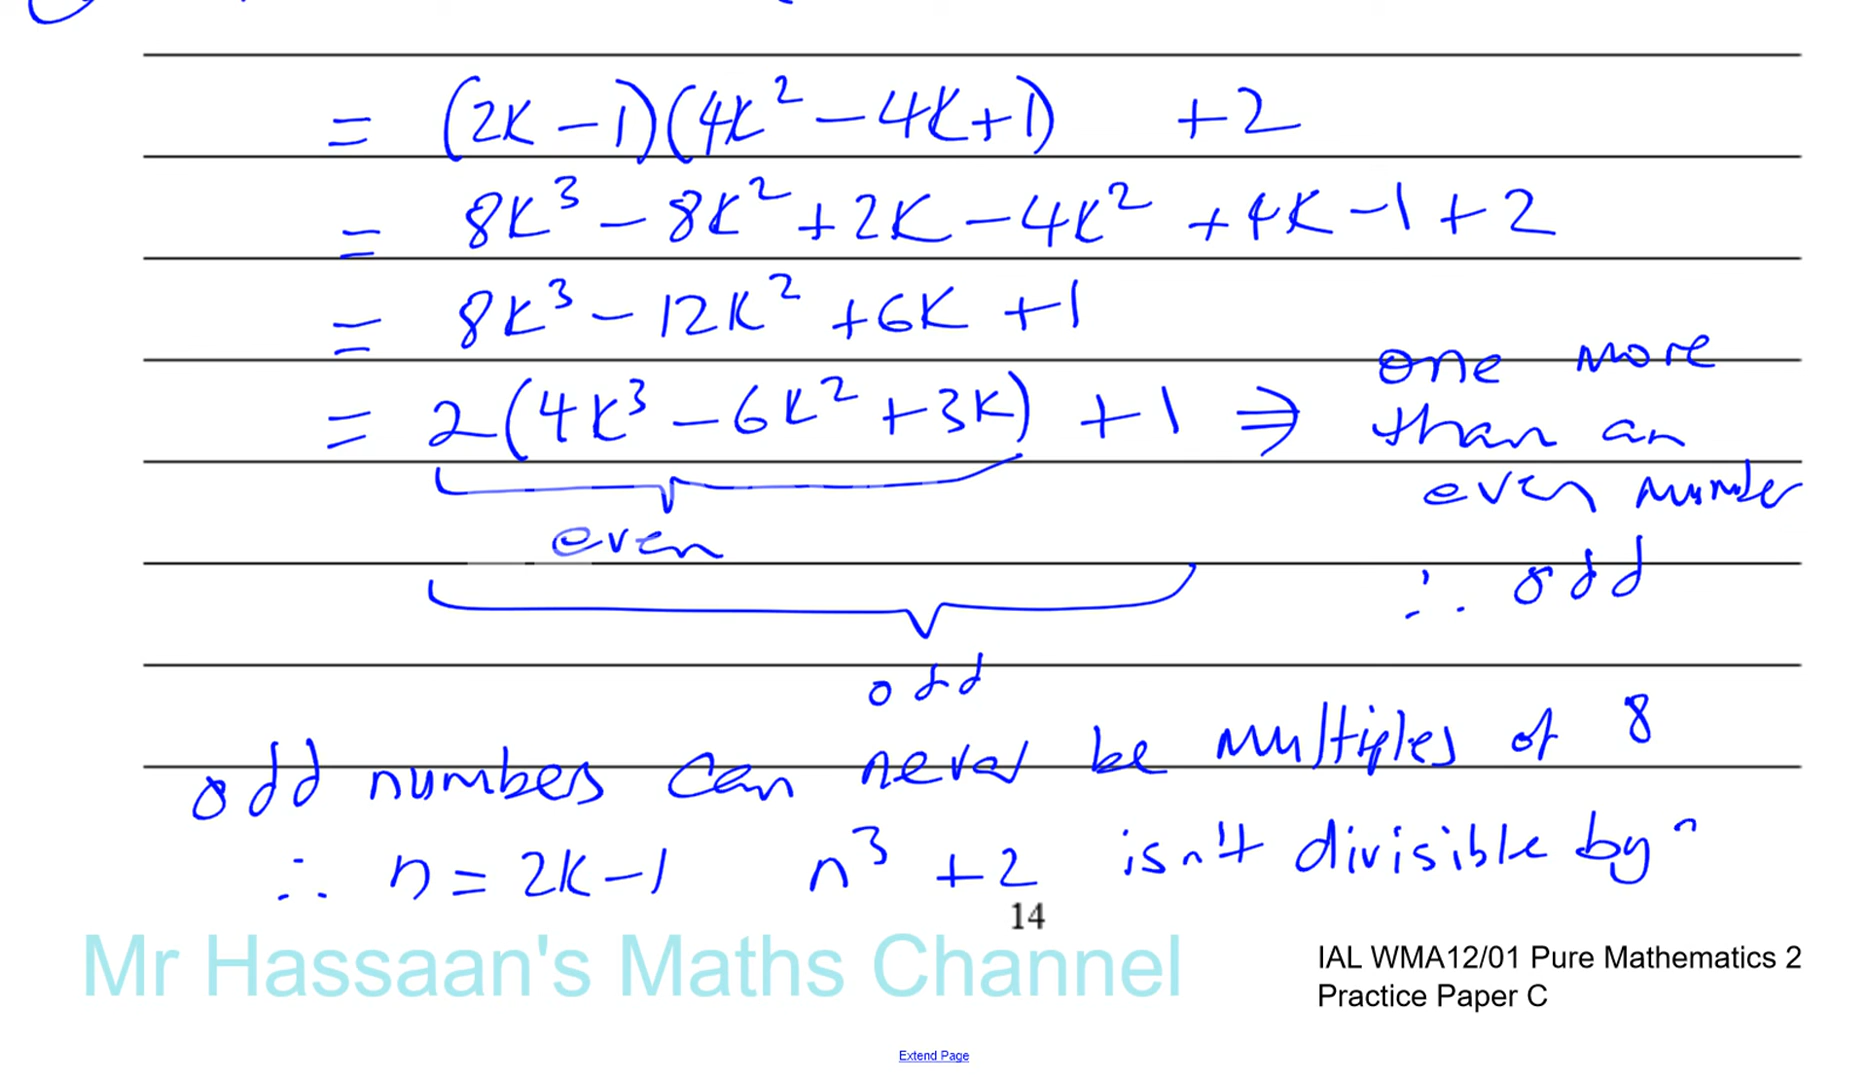 = (2K-1)(4K²-4K+1) +2
= 8K³-8K²+2K-4K²+4K-1+2
= 8K³-12K²+6K+1
= 2(4K³-6K²+3K)+1 ⇒ one more
than an
even number
even
∴ odd
odd
odd numbers can never be multiples of 8
∴ n=2K-1 n³+2 isn't divisible by
14
Mr Hassaan's Maths Channel
IAL WMA12/01 Pure Mathematics 2
Practice Paper C
Extend Page